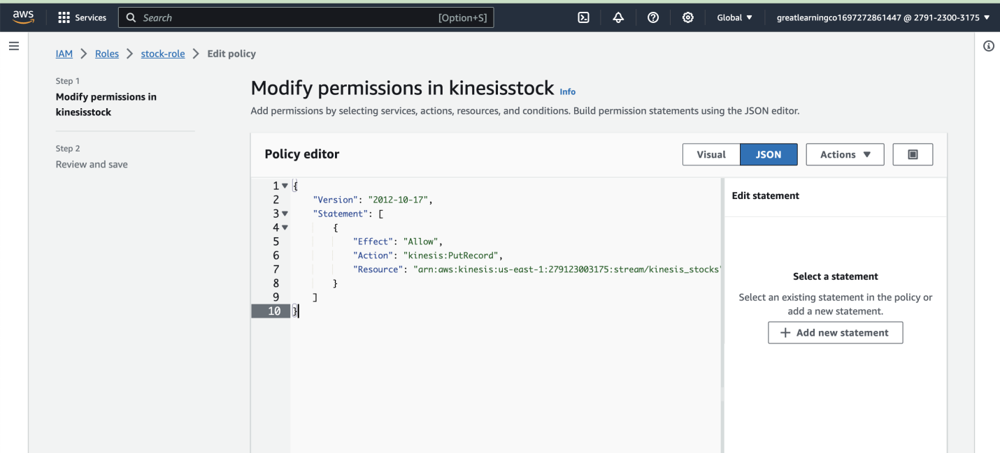 aws
Services
Search
[Option+S]
Global
greatlearningco1697272861447 @ 2791-2300-3175
IAM
Roles
stock-role
Edit policy
Step 1
Modify permissions in
kinesisstock
Step 2
Review and save
Modify permissions in kinesisstock Info
Add permissions by selecting services, actions, resources, and conditions. Build permission statements using the JSON editor.
Policy editor
Visual
JSON
Actions
1 {
2 "Version": "2012-10-17",
3 "Statement": [
4 {
5 "Effect": "Allow",
6 "Action": "kinesis:PutRecord",
7 "Resource": "arn:aws:kinesis:us-east-1:279123003175:stream/kinesis_stocks"
8 }
9 ]
10 }
Edit statement
Select a statement
Select an existing statement in the policy or
add a new statement.
+ Add new statement